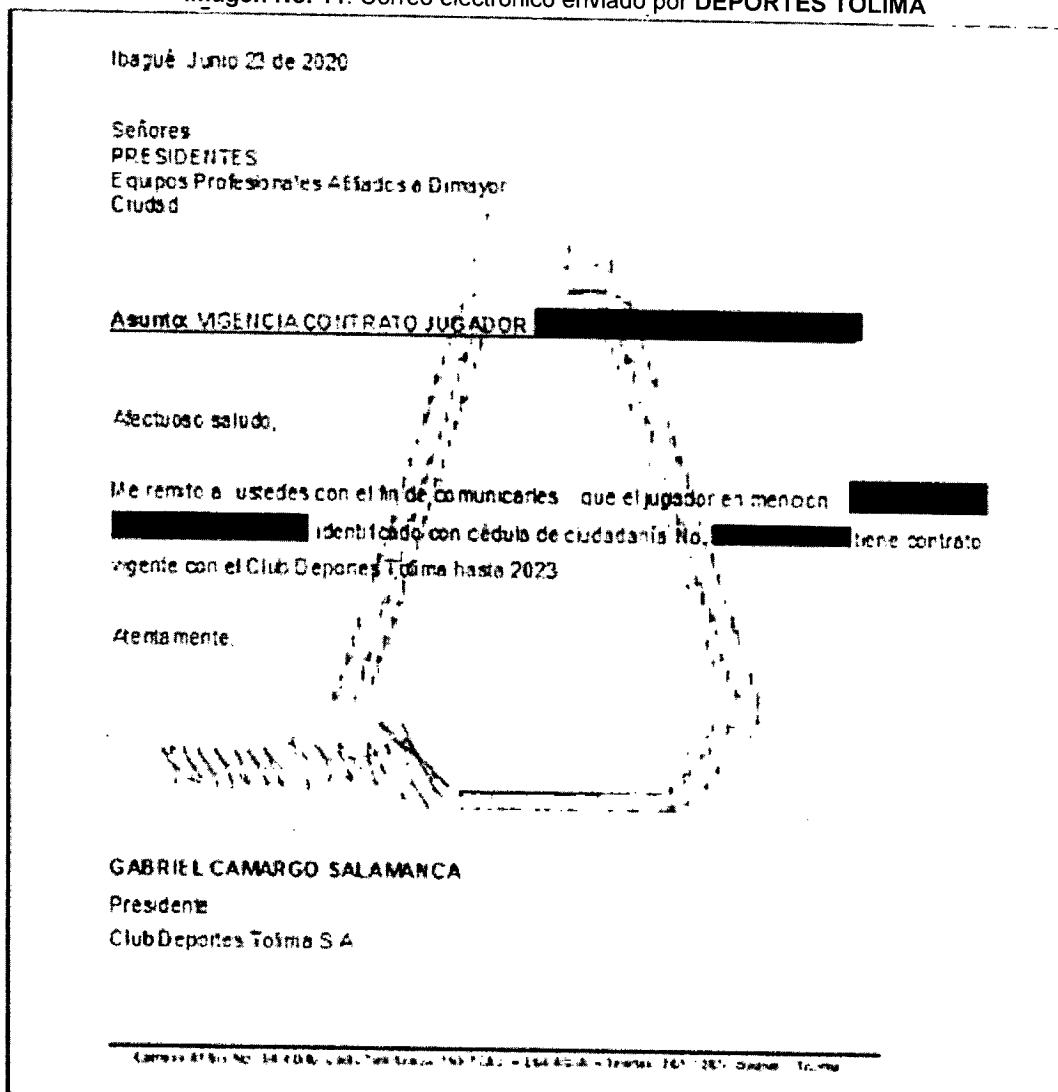 Imagen No. 11. Correo electrónico enviado por DEPORTES TOLIMA
Ibagué Junio 23 de 2020
Señores
PRESIDENTES
Equipos Profesionales Afiliados a Dimayor
Ciudad
Asunto: VIGENCIA CONTRATO JUGADOR
Afectuoso saludo,
Me remito a ustedes con el fin de comunicarles que el jugador en mención
identificado con cédula de ciudadanía No. tiene contrato
vigente con el Club Deportes Tolima hasta 2023
Atentamente,
GABRIEL CAMARGO SALAMANCA
Presidente
Club Deportes Tolima S.A